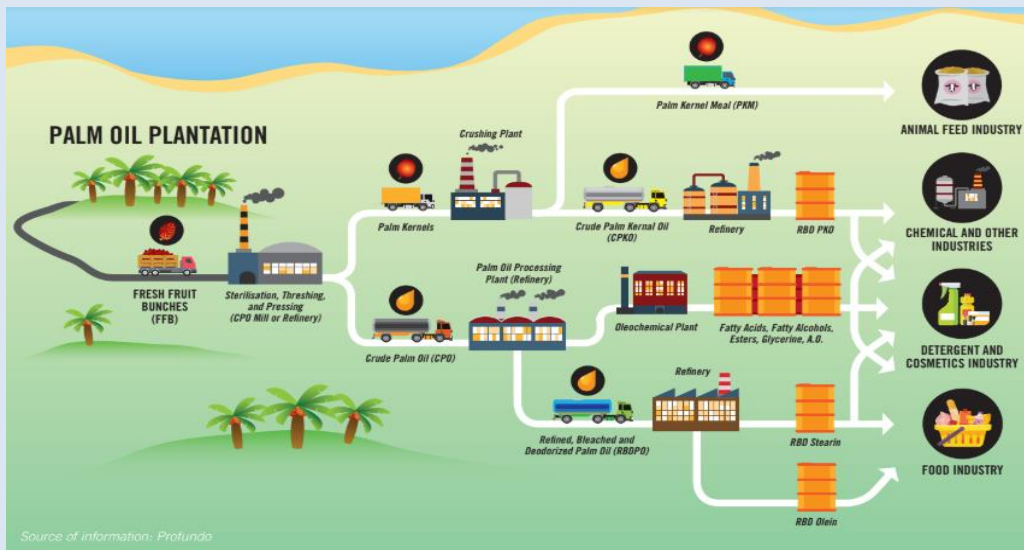 PALM OIL PLANTATION
FRESH FRUIT
BUNCHES
(FFB)
Sterilisation, Threshing,
and Pressing
(CPO Mill or Refinery)
Palm Kernels
Crushing Plant
Palm Kernel Meal (PKM)
Crude Palm Kernal Oil
(CPKO)
Refinery
RBD PKO
Crude Palm Oil (CPO)
Palm Oil Processing
Plant (Refinery)
Oleochemical Plant
Fatty Acids, Fatty Alcohols,
Esters, Glycerine, A.O.
Refined, Bleached and
Deodorized Palm Oil (RBDPO)
Refinery
RBD Stearin
RBD Olein
ANIMAL FEED INDUSTRY
CHEMICAL AND OTHER
INDUSTRIES
DETERGENT AND
COSMETICS INDUSTRY
FOOD INDUSTRY
Source of information: Profundo